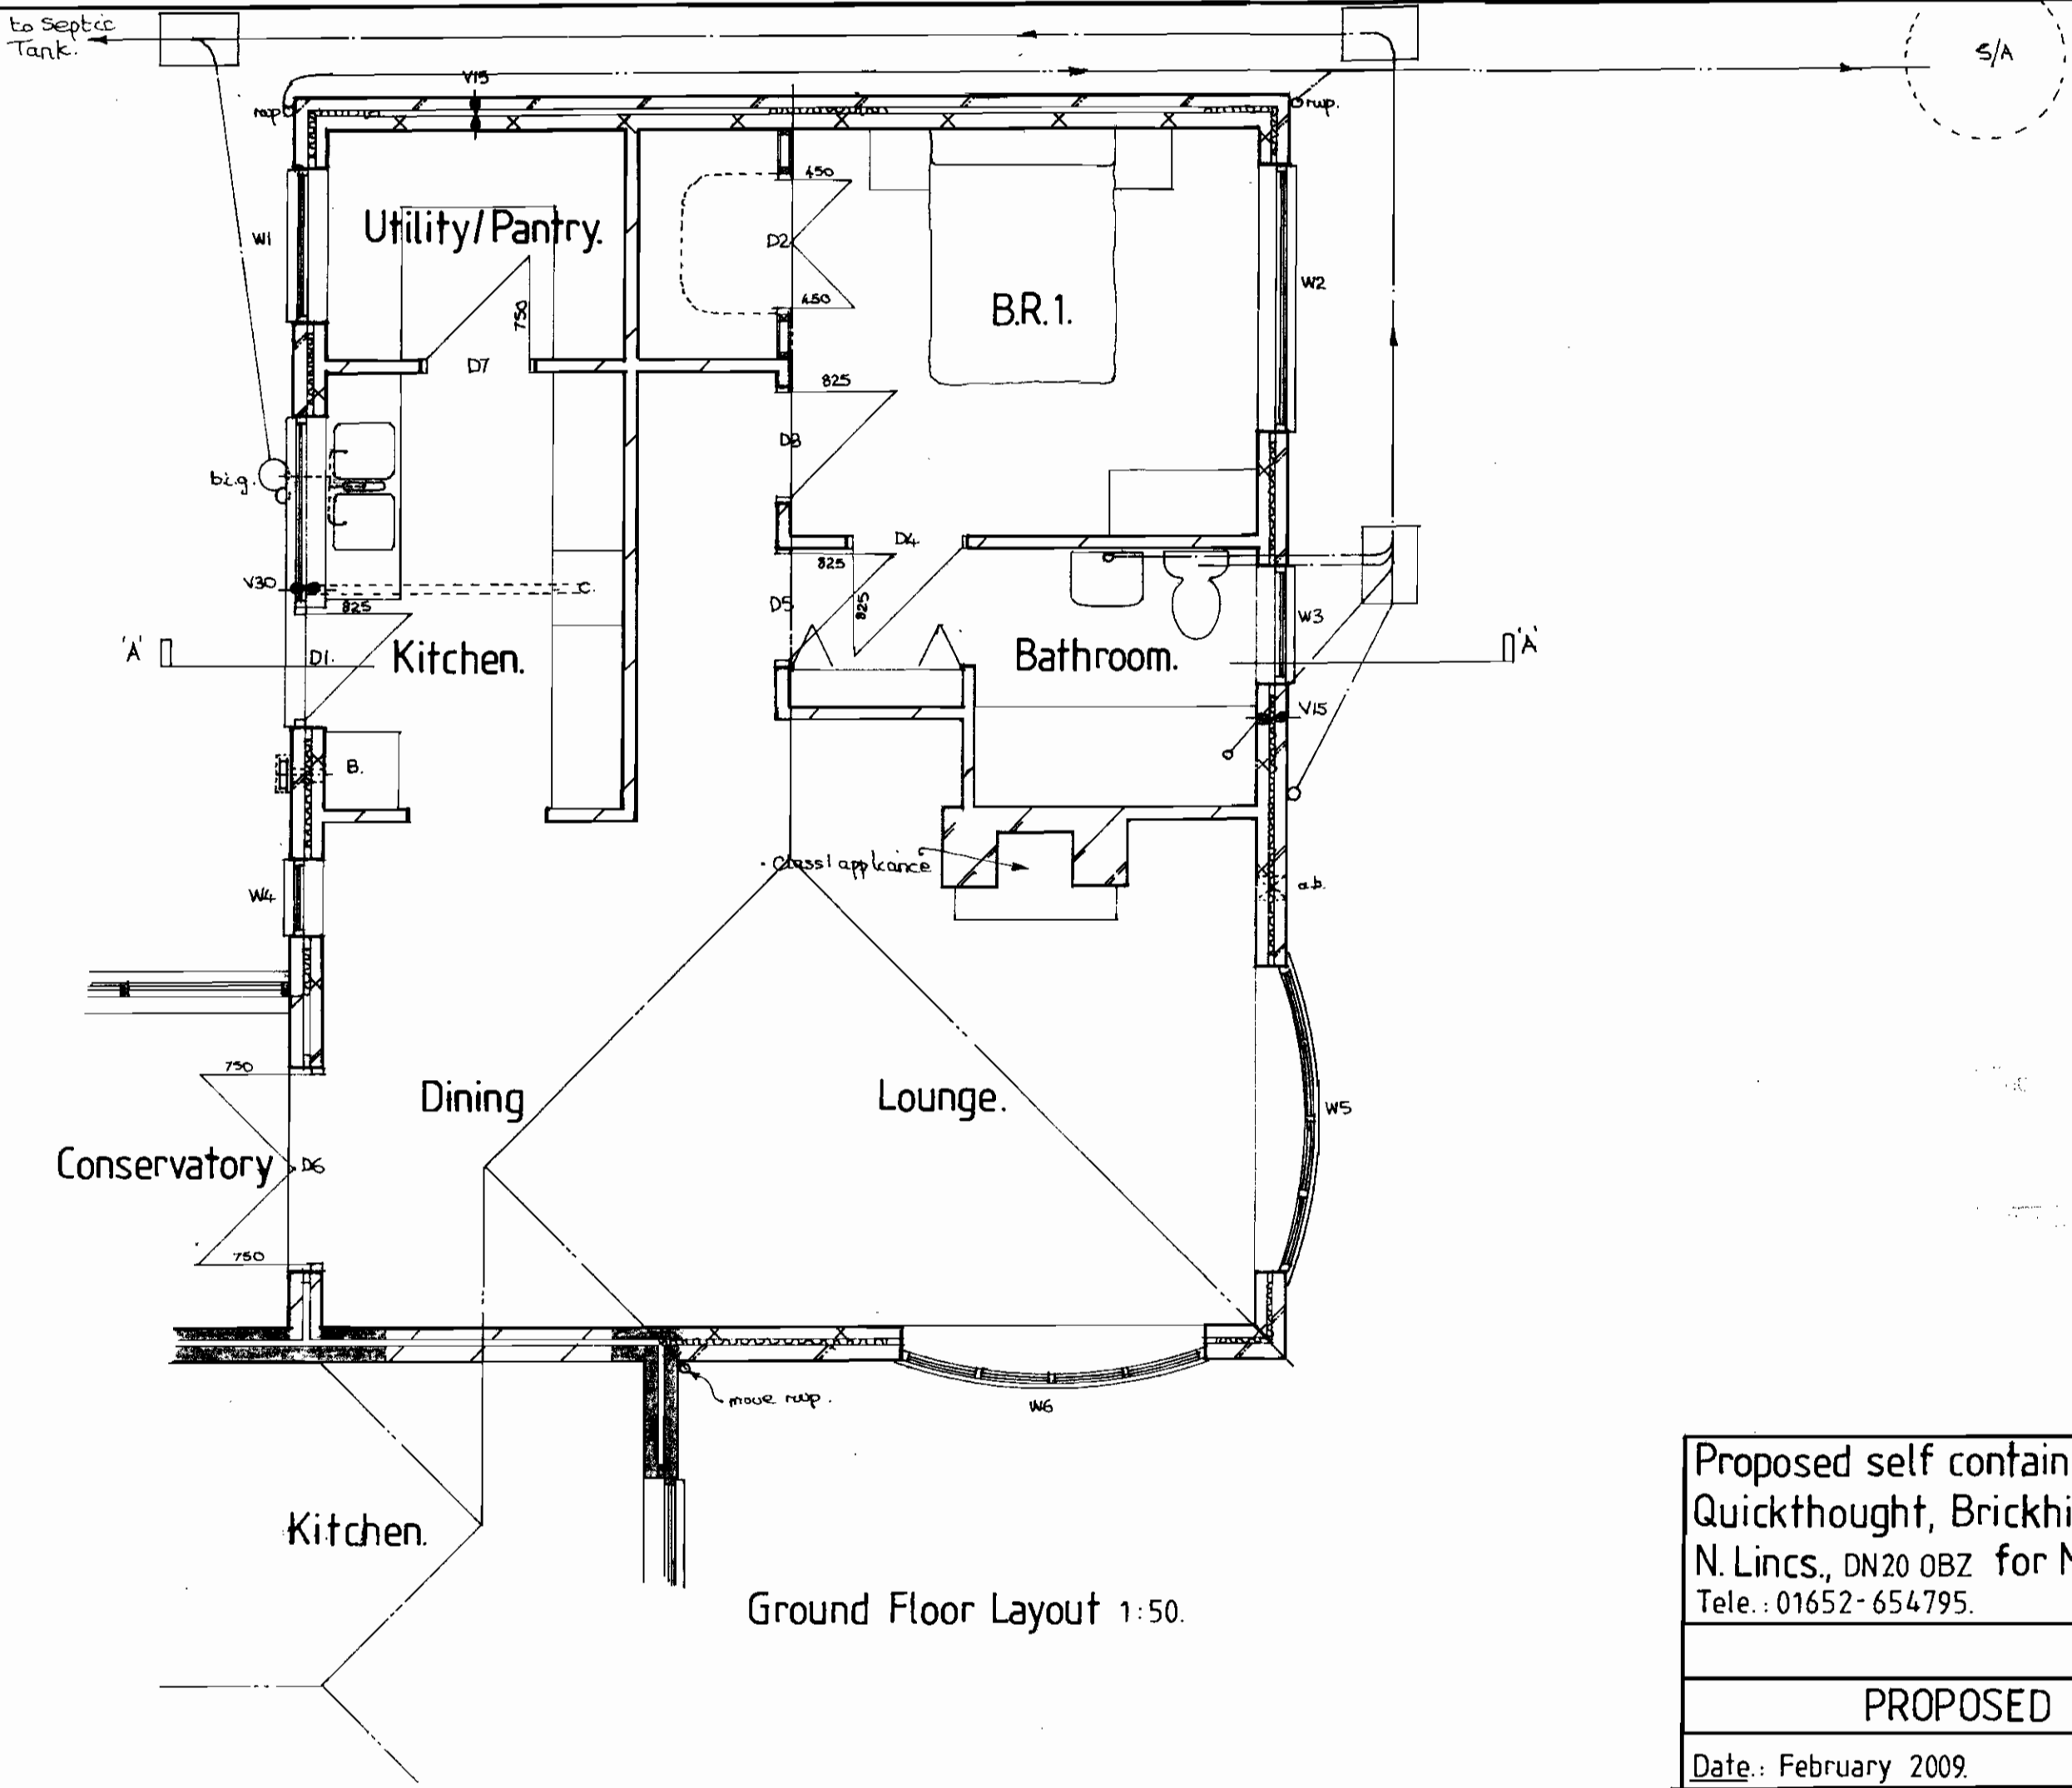 to Septic
Tank.
S/A
V15
rwp.
rwp.
450
Utility/Pantry.
W1
D2
W2
750
B.R.1.
450
D7
825
D3
b.i.g.
D4
825
V30
C.
825
D5
825
W3
'A'
D1.
Kitchen.
Bathroom.
'A'
V15
B.
class 1 appliance
a.b.
W4
750
Dining
Lounge.
W5
Conservatory
D6
750
move rwp.
W6
Kitchen.
Ground Floor Layout 1:50.
Proposed self contain
Quickthought, Brickhi
N. Lincs., DN20 0BZ for
Tele.: 01652-654795.
PROPOSED
Date.: February 2009.